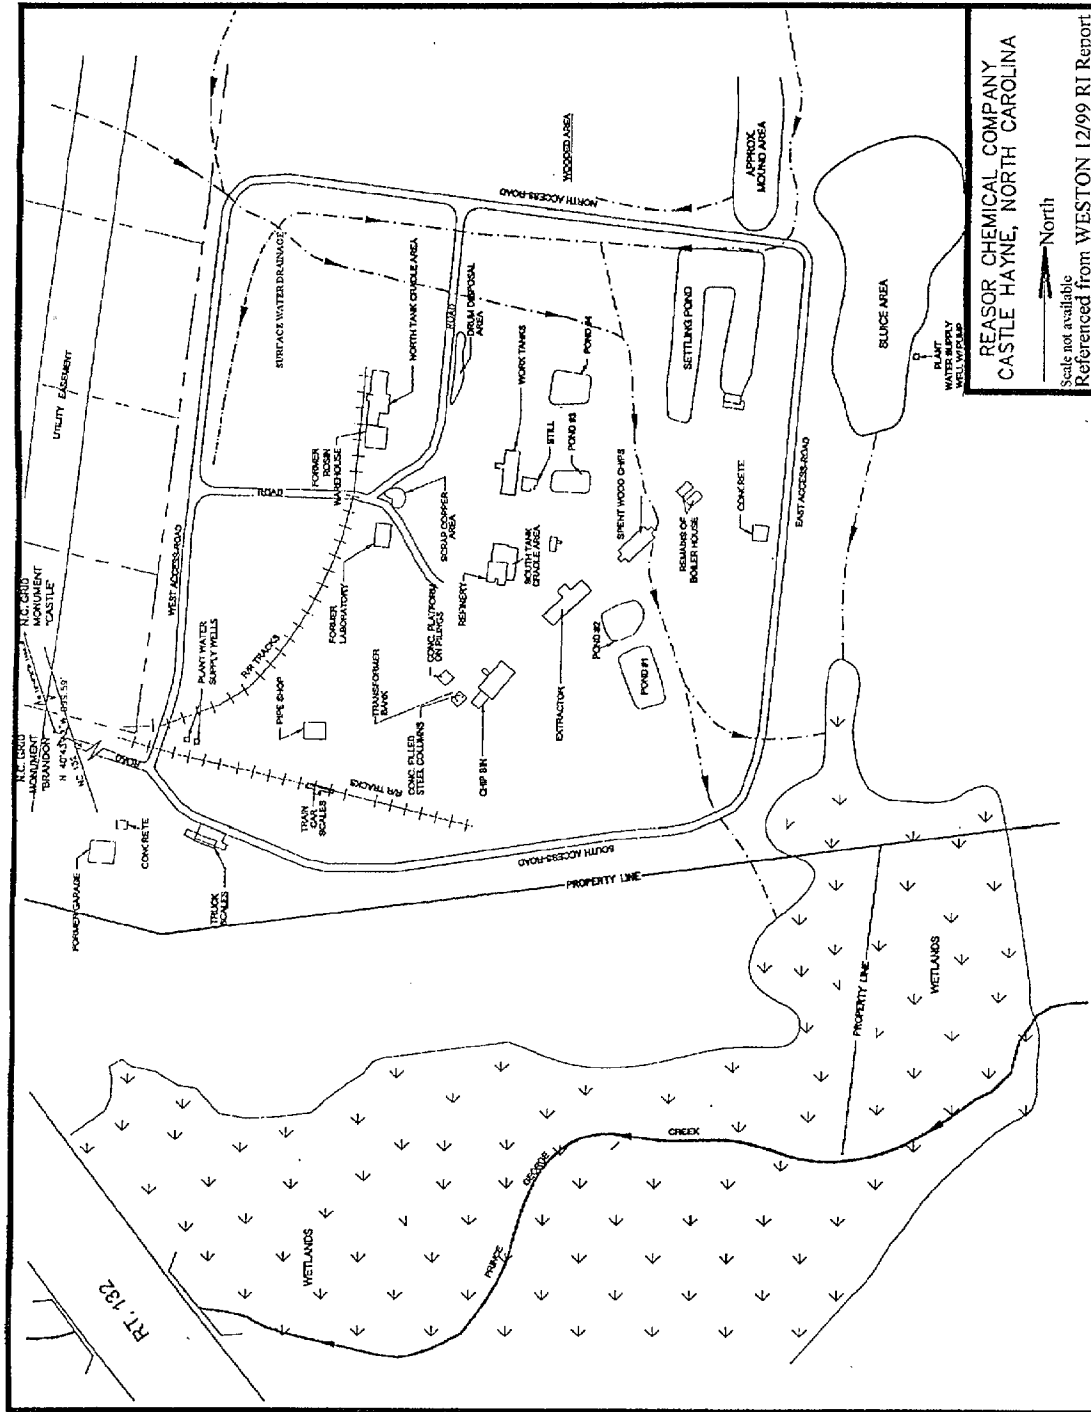 REASOR CHEMICAL COMPANY
CASTLE HAYNE, NORTH CAROLINA
North
Scale not available
Referenced from WESTON 12/99 RI Report
N.C. GRID
MONUMENT
"CASTLE"
N.C. GRID
MONUMENT
"BRANDON"
UTILITY EASEMENT
WEST ACCESS-ROAD
ROAD
PLANT WATER
SUPPLY WELLS
R/R TRACKS
PIPE SHOP
R/R TRACKS
TRAIN
CAR
SCALES
FORMER GARAGE
CONCRETE
TRUCK
SCALES
SOUTH ACCESS-ROAD
PROPERTY LINE
SURFACE WATER DRAINAGE
NORTH TANK CRADLE AREA
FORMER
ROSIN
WAREHOUSE
ROAD
ROAD
DRUM DISPOSAL
AREA
NORTH ACCESS-ROAD
WOODED AREA
APPROX.
MOUND AREA
FORMER
LABORATORY
SCRAP COPPER
AREA
TRANSFORMER
BANK
CONC. PLATFORM
ON PILINGS
CONC. FILLED
STEEL COLUMNS
CHIP BIN
REFINERY
SOUTH TANK
CRADLE AREA
WORK TANKS
STILL
POND #3
POND #4
EXTRACTOR
POND #2
POND #1
SPENT WOOD CHIPS
REMAINS OF
BOILER HOUSE
CONCRETE
SETTLING POND
EAST ACCESS-ROAD
SLUICE AREA
PLANT
WATER SUPPLY
WELL W/ PUMP
PROPERTY LINE
WETLANDS
WETLANDS
PRINCE
GEORGE
CREEK
RT. 132